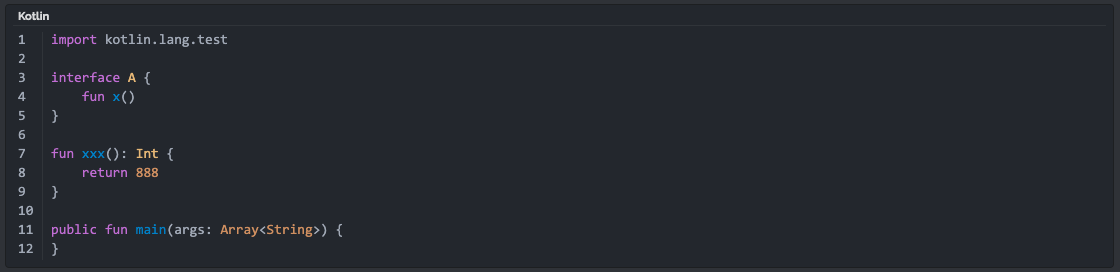 Kotlin
1 import kotlin.lang.test
2
3 interface A {
4     fun x()
5 }
6
7 fun xxx(): Int {
8     return 888
9 }
10
11 public fun main(args: Array<String>) {
12 }